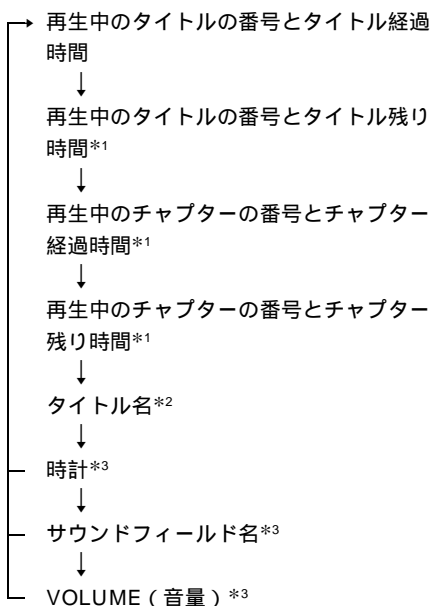 再生中のタイトルの番号とタイトル経過
時間
再生中のタイトルの番号とタイトル残り
時間*1
再生中のチャプターの番号とチャプター
経過時間*1
再生中のチャプターの番号とチャプター
残り時間*1
タイトル名*2
時計*3
サウンドフィールド名*3
VOLUME（音量）*3